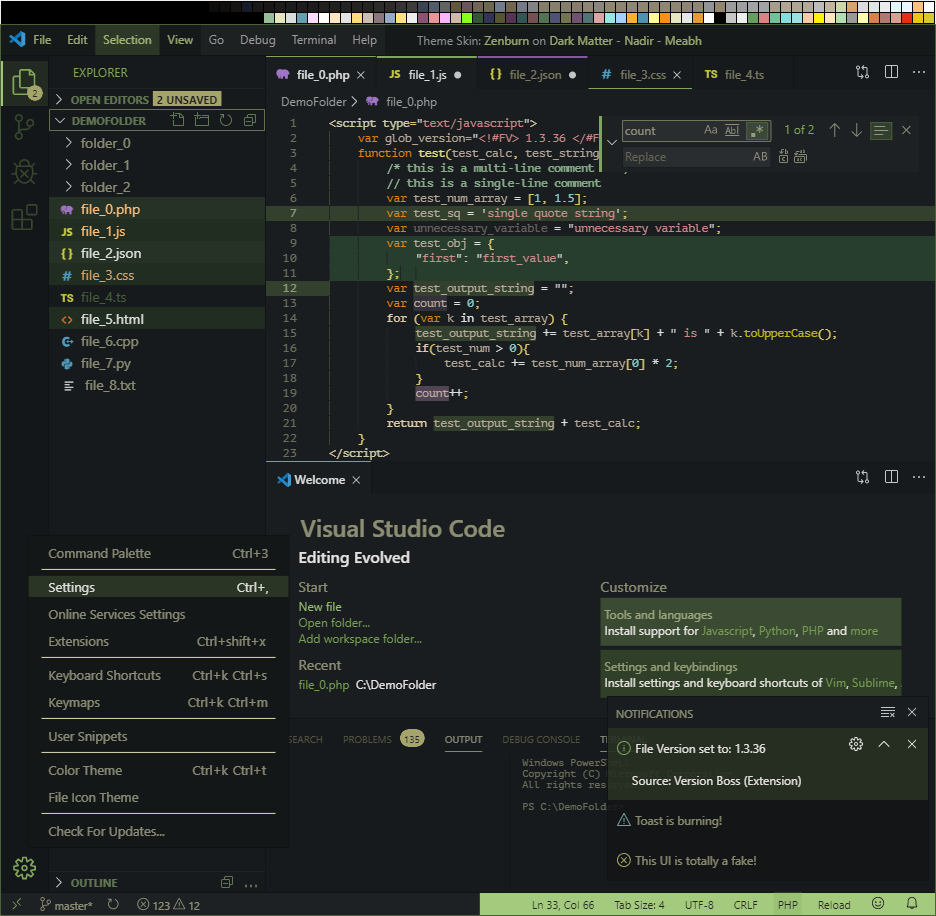 File Edit Selection View Go Debug Terminal Help Theme Skin: Zenburn on Dark Matter - Nadir - Meabh
2
EXPLORER
OPEN EDITORS 2 UNSAVED
DEMOFOLDER
folder_0
folder_1
folder_2
file_0.php
JS file_1.js
{} file_2.json
# file_3.css
TS file_4.ts
<> file_5.html
file_6.cpp
file_7.py
file_8.txt
file_0.php JS file_1.js {} file_2.json # file_3.css TS file_4.ts
DemoFolder > file_0.php
count Aa Abl .* 1 of 2
Replace AB
1 <script type="text/javascript">
2 var glob_version="<!#FV> 1.3.36 </#F
3 function test(test_calc, test_string
4 /* this is a multi-line comment
5 // this is a single-line comment
6 var test_num_array = [1, 1.5];
7 var test_sq = 'single quote string';
8 var unnecessary_variable = "unnecessary variable";
9 var test_obj = {
10 "first": "first_value",
11 };
12 var test_output_string = "";
13 var count = 0;
14 for (var k in test_array) {
15 test_output_string += test_array[k] + " is " + k.toUpperCase();
16 if(test_num > 0){
17 test_calc += test_num_array[0] * 2;
18 }
19 count++;
20 }
21 return test_output_string + test_calc;
22 }
23 </script>
Welcome
Visual Studio Code
Editing Evolved
Start
New file
Open folder...
Add workspace folder...
Recent
file_0.php C:\DemoFolder
Customize
Tools and languages
Install support for Javascript, Python, PHP and more
Settings and keybindings
Install settings and keyboard shortcuts of Vim, Sublime,
Command Palette Ctrl+3
Settings Ctrl+,
Online Services Settings
Extensions Ctrl+shift+x
Keyboard Shortcuts Ctrl+k Ctrl+s
Keymaps Ctrl+k Ctrl+m
User Snippets
Color Theme Ctrl+k Ctrl+t
File Icon Theme
Check For Updates...
SEARCH PROBLEMS 135 OUTPUT DEBUG CONSOLE
Windows PowerS
Copyright (C)
All rights res
PS C:\DemoFolder>
NOTIFICATIONS
File Version set to: 1.3.36
Source: Version Boss (Extension)
Toast is burning!
This UI is totally a fake!
OUTLINE
master* 123 12 Ln 33, Col 66 Tab Size: 4 UTF-8 CRLF PHP Reload